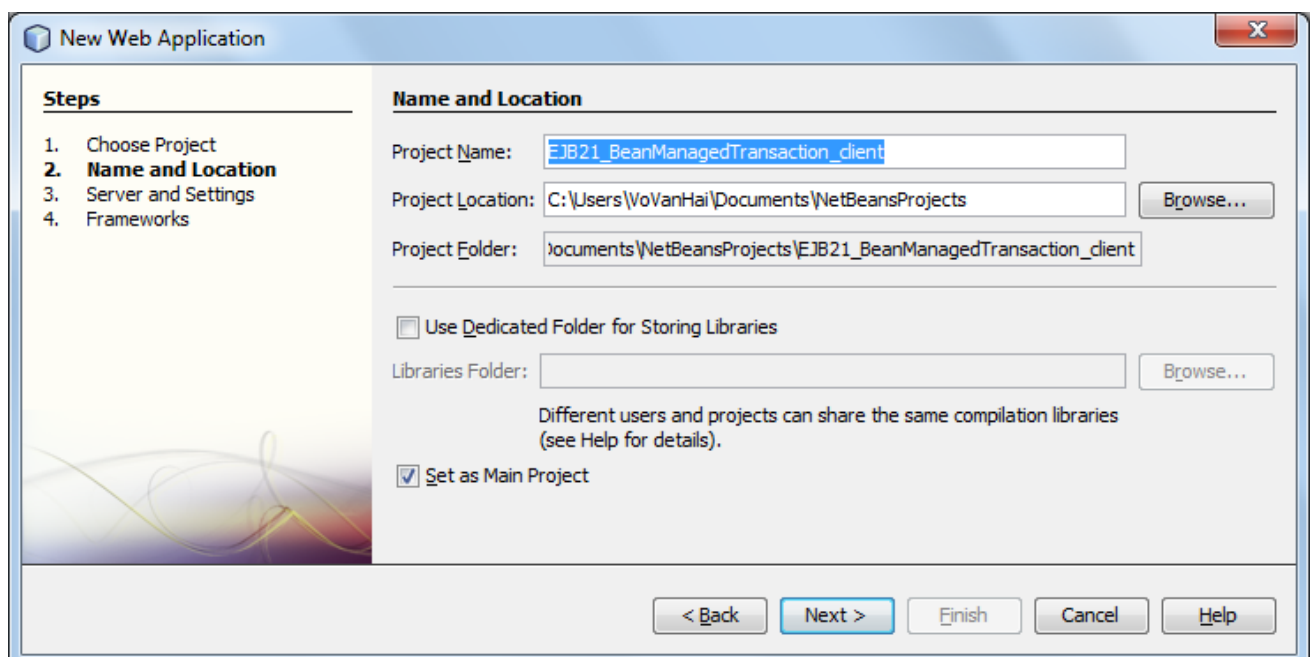 New Web Application
Steps
1. Choose Project
2. Name and Location
3. Server and Settings
4. Frameworks
Name and Location
Project Name: EJB21_BeanManagedTransaction_client
Project Location: C:\Users\VoVanHai\Documents\NetBeansProjects Browse...
Project Folder: Documents\NetBeansProjects\EJB21_BeanManagedTransaction_client
Use Dedicated Folder for Storing Libraries
Libraries Folder: Browse...
Different users and projects can share the same compilation libraries
(see Help for details).
Set as Main Project
< Back Next > Finish Cancel Help